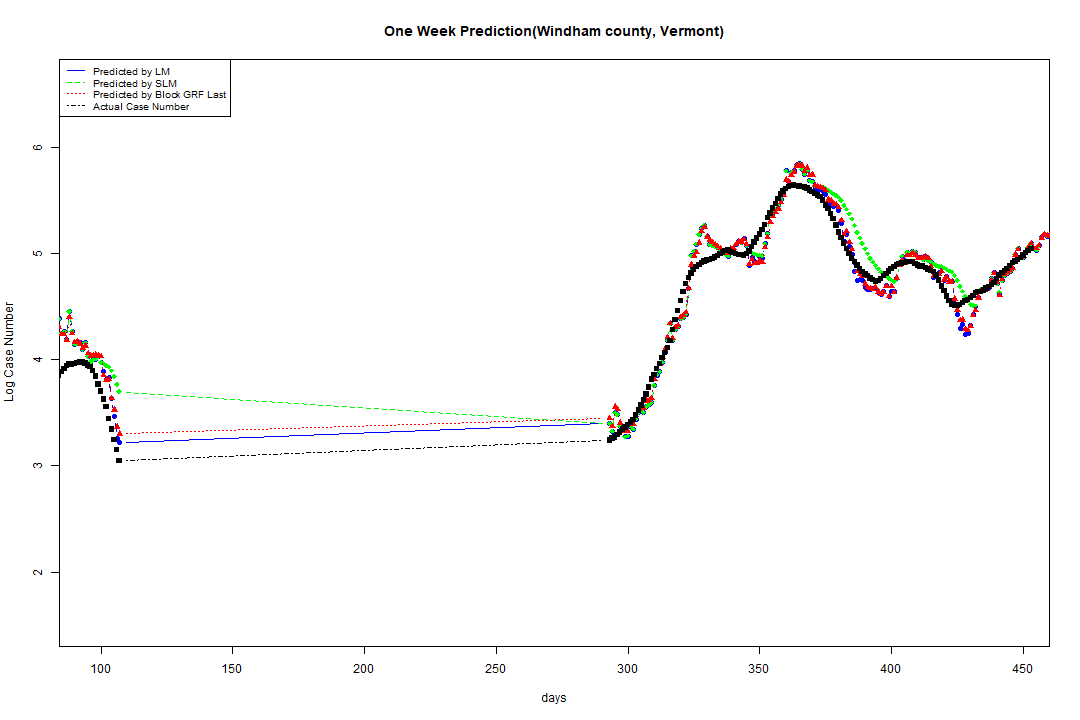 One Week Prediction(Windham county, Vermont)
Predicted by LM
Predicted by SLM
Predicted by Block GRF Last
Actual Case Number
Log Case Number
6
5
4
3
2
100 150 200 250 300 350 400 450
days